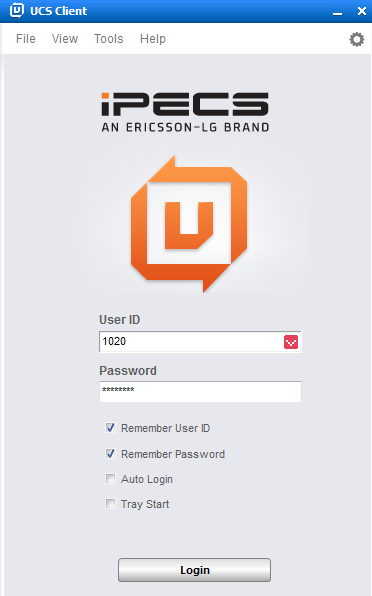 UCS Client
File View Tools Help
iPECS
AN ERICSSON-LG BRAND
User ID
1020
Password
********
Remember User ID
Remember Password
Auto Login
Tray Start
Login